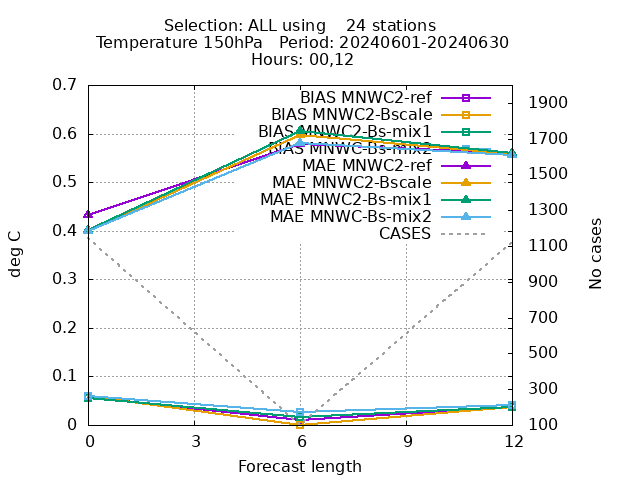 Selection: ALL using    24 stations
Temperature 150hPa   Period: 20240601-20240630
Hours: 00,12
0.7
0.6
0.5
0.4
0.3
0.2
0.1
0
deg C
BIAS MNWC2-ref
BIAS MNWC2-Bscale
BIAS MNWC2-Bs-mix1
BIAS MNWC-Bs-mix2
MAE MNWC2-ref
MAE MNWC2-Bscale
MAE MNWC2-Bs-mix1
MAE MNWC-Bs-mix2
CASES
1900
1700
1500
1300
1100
900
700
500
300
100
No cases
0 3 6 9 12
Forecast length